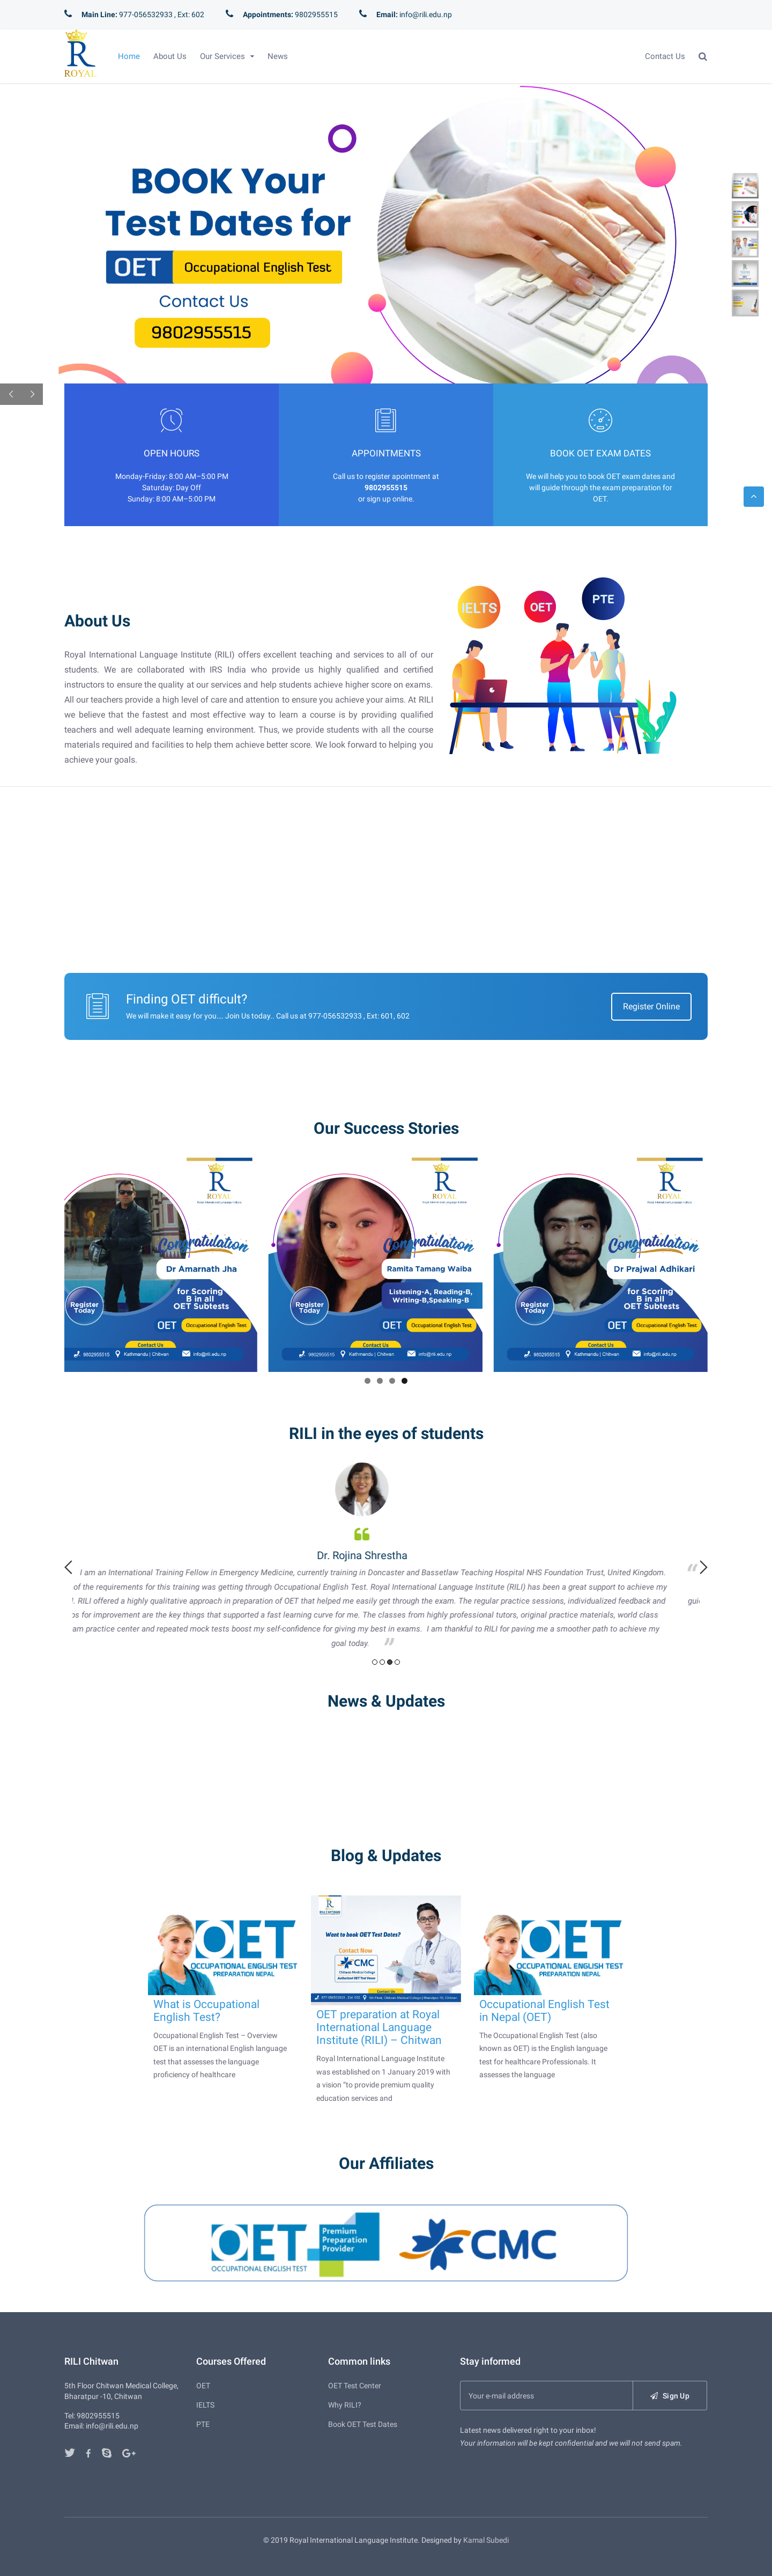 Main Line: 977-056532933 , Ext: 602
Appointments: 9802955515
Email: info@rili.edu.np
R
ROYAL
Home
About Us
Our Services
News
Contact Us
BOOK Your
Test Dates for
OET Occupational English Test
Contact Us
9802955515
OPEN HOURS
Monday-Friday: 8:00 AM–5:00 PM
Saturday: Day Off
Sunday: 8:00 AM–5:00 PM
APPOINTMENTS
Call us to register apointment at
9802955515
or sign up online.
BOOK OET EXAM DATES
We will help you to book OET exam dates and
will guide through the exam preparation for
OET.
About Us
Royal International Language Institute (RILI) offers excellent teaching and services to all of our
students. We are collaborated with IRS India who provide us highly qualified and certified
instructors to ensure the quality at our services and help students achieve higher score on exams.
All our teachers provide a high level of care and attention to ensure you achieve your aims. At RILI
we believe that the fastest and most effective way to learn a course is by providing qualified
teachers and well adequate learning environment. Thus, we provide students with all the course
materials required and facilities to help them achieve better score. We look forward to helping you
achieve your goals.
IELTS
OET
PTE
Finding OET difficult?
We will make it easy for you.... Join Us today.. Call us at 977-056532933 , Ext: 601, 602
Register Online
Our Success Stories
R
ROYAL
Congratulation
Dr Amarnath Jha
for Scoring
B in all
OET Subtests
Register
Today
OET Occupational English Test
Contact Us
9802955515 Kathmandu | Chitwan info@rili.edu.np
R
ROYAL
Congratulation
Ramita Tamang Waiba
Listening-A, Reading-B,
Writing-B,Speaking-B
Register
Today
OET Occupational English Test
Contact Us
9802955515 Kathmandu | Chitwan info@rili.edu.np
R
ROYAL
Congratulation
Dr Prajwal Adhikari
for Scoring
B in all
OET Subtests
Register
Today
OET Occupational English Test
Contact Us
9802955515 Kathmandu | Chitwan info@rili.edu.np
RILI in the eyes of students
Dr. Rojina Shrestha
I am an International Training Fellow in Emergency Medicine, currently training in Doncaster and Bassetlaw Teaching Hospital NHS Foundation Trust, United Kingdom.
of the requirements for this training was getting through Occupational English Test. Royal International Language Institute (RILI) has been a great support to achieve my
. RILI offered a highly qualitative approach in preparation of OET that helped me easily get through the exam. The regular practice sessions, individualized feedback and
for improvement are the key things that supported a fast learning curve for me. The classes from highly professional tutors, original practice materials, world class
am practice center and repeated mock tests boost my self-confidence for giving my best in exams. I am thankful to RILI for paving me a smoother path to achieve my
goal today.
News & Updates
Blog & Updates
OET
OCCUPATIONAL ENGLISH TEST
PREPARATION NEPAL
What is Occupational
English Test?
Occupational English Test – Overview
OET is an international English language
test that assesses the language
proficiency of healthcare
Want to book OET Test Dates?
Contact Now
CMC
Contact Us
OET preparation at Royal
International Language
Institute (RILI) – Chitwan
Royal International Language Institute
was established on 1 January 2019 with
a vision “to provide premium quality
education services and
OET
OCCUPATIONAL ENGLISH TEST
PREPARATION NEPAL
Occupational English Test
in Nepal (OET)
The Occupational English Test (also
known as OET) is the English language
test for healthcare Professionals. It
assesses the language
Our Affiliates
OET
OCCUPATIONAL ENGLISH TEST
Premium
Preparation
Provider
CMC
RILI Chitwan
5th Floor Chitwan Medical College,
Bharatpur -10, Chitwan
Tel: 9802955515
Email: info@rili.edu.np
Courses Offered
OET
IELTS
PTE
Common links
OET Test Center
Why RILI?
Book OET Test Dates
Stay informed
Your e-mail address
Sign Up
Latest news delivered right to your inbox!
Your information will be kept confidential and we will not send spam.
© 2019 Royal International Language Institute. Designed by Kamal Subedi